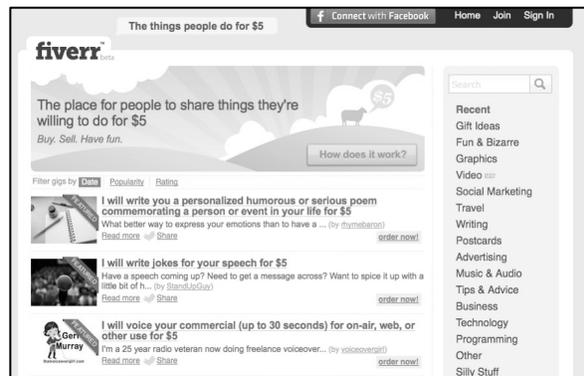 The things people do for $5
f Connect with Facebook
Home Join Sign In
fiverr™
beta
The place for people to share things they're
willing to do for $5
Buy. Sell. Have fun.
$5
How does it work?
Filter gigs by Date Popularity Rating
FEATURED
I will write you a personalized humorous or serious poem
commemorating a person or event in your life for $5
What better way to express your emotions than to have a ... (by rhymebaron)
Read more Share
order now!
FEATURED
I will write jokes for your speech for $5
Have a speech coming up? Need to get a message across? Want to spice it up with a
little bit of h... (by StandUpGuy)
Read more Share
order now!
FEATURED
Gerri
Murray
I will voice your commercial (up to 30 seconds) for on-air, web, or
other use for $5
I'm a 25 year radio veteran now doing freelance voiceover... (by voiceovergirl)
Read more Share
order now!
Search
Recent
Gift Ideas
Fun & Bizarre
Graphics
Video
Social Marketing
Travel
Writing
Postcards
Advertising
Music & Audio
Tips & Advice
Business
Technology
Programming
Other
Silly Stuff